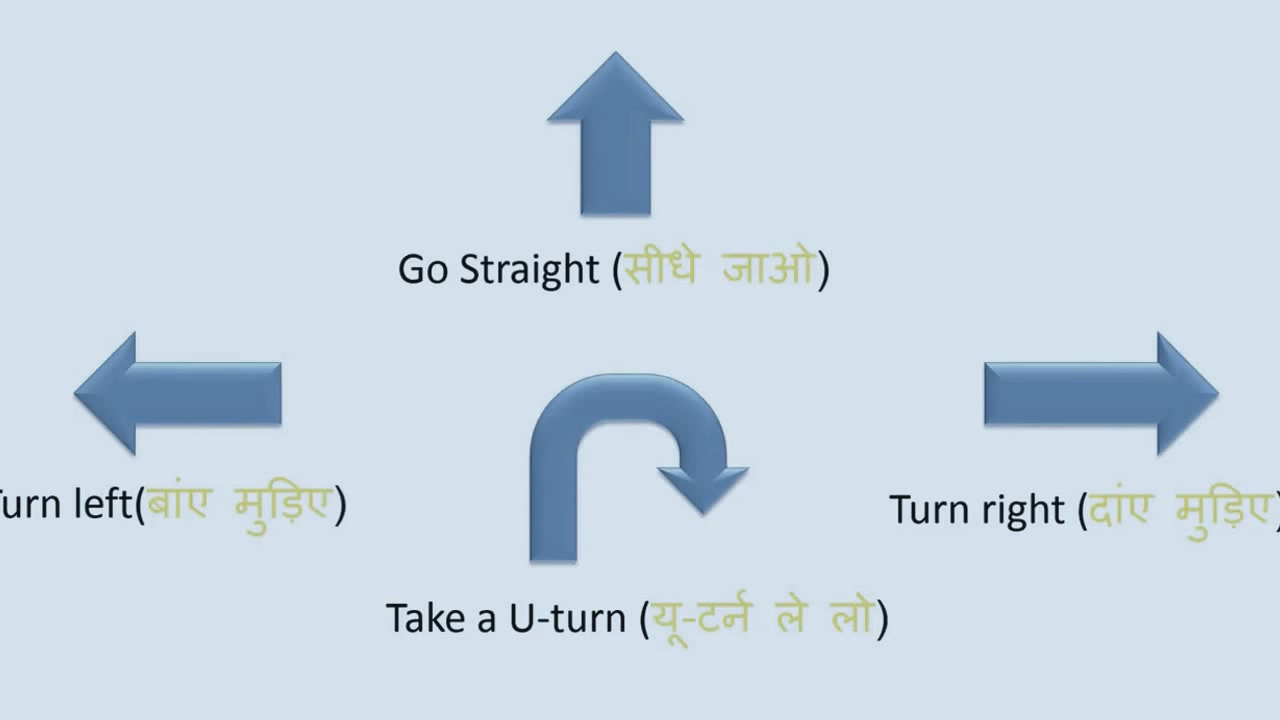 Go Straight (सीधे जाओ)
Turn left(बांए मुड़िए)
Turn right (दांए मुड़िए)
Take a U-turn (यू-टर्न ले लो)